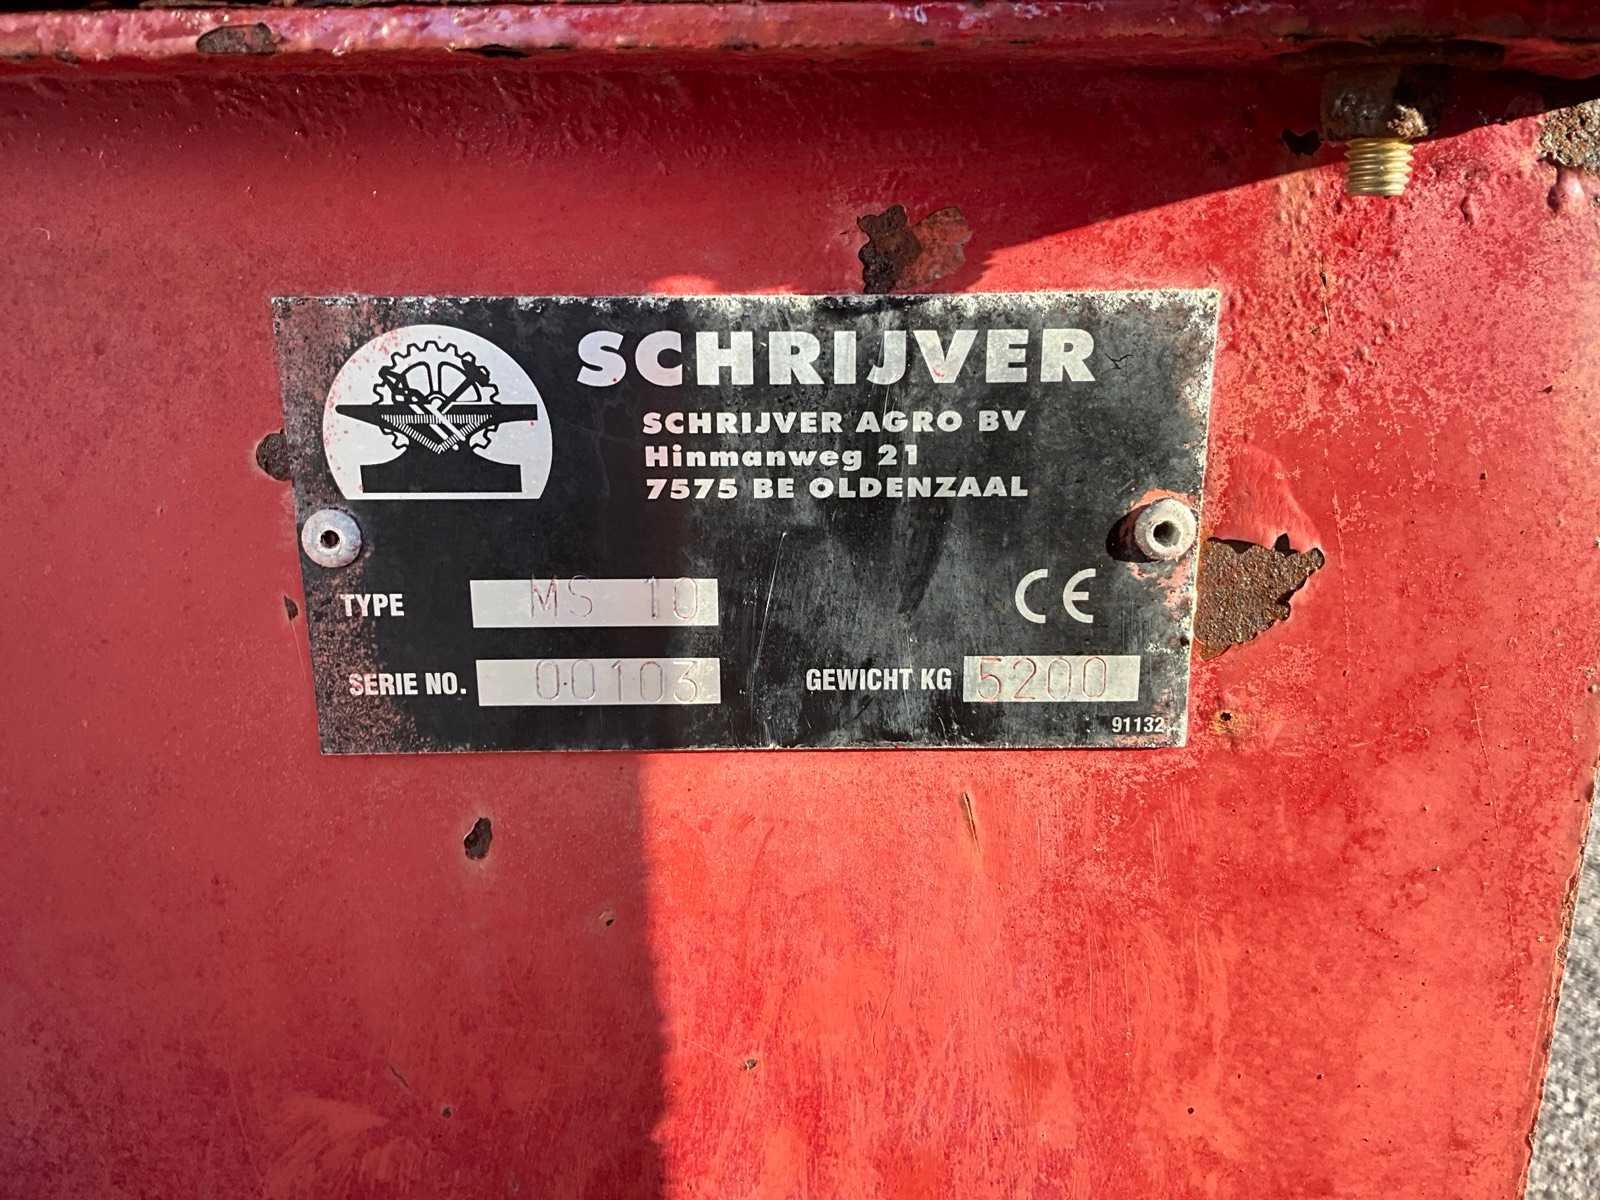 SCHRIJVER
SCHRIJVER AGRO BV
Hinmanweg 21
7575 BE OLDENZAAL
TYPE MS 10 CE
SERIE NO. 00103 GEWICHT KG 5200
91132